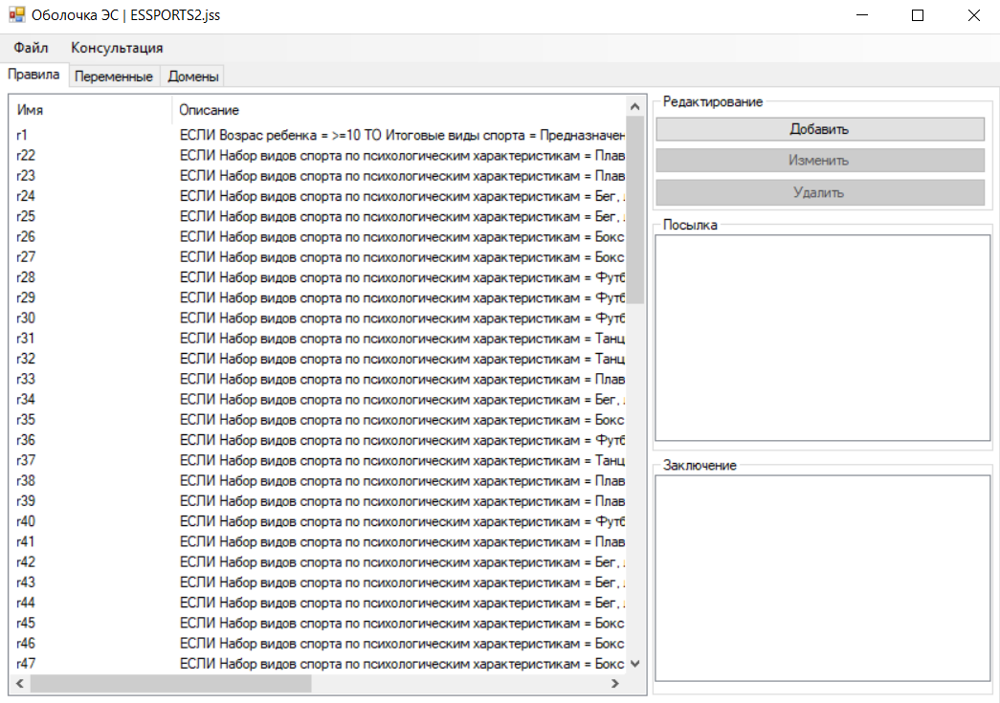 Оболочка ЭС | ESSPORTS2.jss
Файл Консультация
Правила Переменные Домены
Имя Описание
r1 ЕСЛИ Возрас ребенка = >=10 ТО Итоговые виды спорта = Предназначен
r22 ЕСЛИ Набор видов спорта по психологическим характеристикам = Плав
r23 ЕСЛИ Набор видов спорта по психологическим характеристикам = Плав
r24 ЕСЛИ Набор видов спорта по психологическим характеристикам = Бег,
r25 ЕСЛИ Набор видов спорта по психологическим характеристикам = Бег,
r26 ЕСЛИ Набор видов спорта по психологическим характеристикам = Бокс
r27 ЕСЛИ Набор видов спорта по психологическим характеристикам = Бокс
r28 ЕСЛИ Набор видов спорта по психологическим характеристикам = Футб
r29 ЕСЛИ Набор видов спорта по психологическим характеристикам = Футб
r30 ЕСЛИ Набор видов спорта по психологическим характеристикам = Футб
r31 ЕСЛИ Набор видов спорта по психологическим характеристикам = Танц
r32 ЕСЛИ Набор видов спорта по психологическим характеристикам = Танц
r33 ЕСЛИ Набор видов спорта по психологическим характеристикам = Плав
r34 ЕСЛИ Набор видов спорта по психологическим характеристикам = Бег,
r35 ЕСЛИ Набор видов спорта по психологическим характеристикам = Бокс
r36 ЕСЛИ Набор видов спорта по психологическим характеристикам = Футб
r37 ЕСЛИ Набор видов спорта по психологическим характеристикам = Танц
r38 ЕСЛИ Набор видов спорта по психологическим характеристикам = Плав
r39 ЕСЛИ Набор видов спорта по психологическим характеристикам = Плав
r40 ЕСЛИ Набор видов спорта по психологическим характеристикам = Футб
r41 ЕСЛИ Набор видов спорта по психологическим характеристикам = Плав
r42 ЕСЛИ Набор видов спорта по психологическим характеристикам = Бег,
r43 ЕСЛИ Набор видов спорта по психологическим характеристикам = Бег,
r44 ЕСЛИ Набор видов спорта по психологическим характеристикам = Бег,
r45 ЕСЛИ Набор видов спорта по психологическим характеристикам = Бокс
r46 ЕСЛИ Набор видов спорта по психологическим характеристикам = Бокс
r47 ЕСЛИ Набор видов спорта по психологическим характеристикам = Бокс
Редактирование
Добавить
Изменить
Удалить
Посылка
Заключение